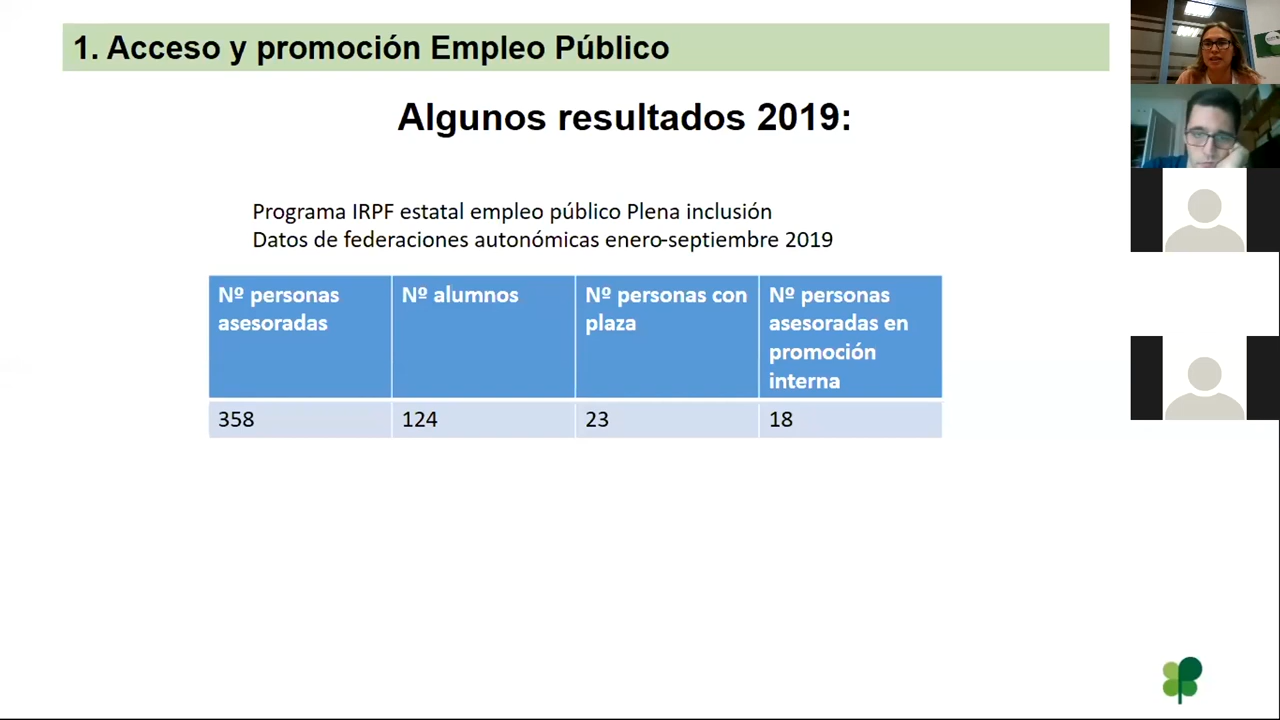 1. Acceso y promoción Empleo Público
Algunos resultados 2019:
Programa IRPF estatal empleo público Plena inclusión
Datos de federaciones autonómicas enero-septiembre 2019
Nº personas
asesoradas
Nº alumnos
Nº personas con
plaza
Nº personas
asesoradas en
promoción
interna
358
124
23
18